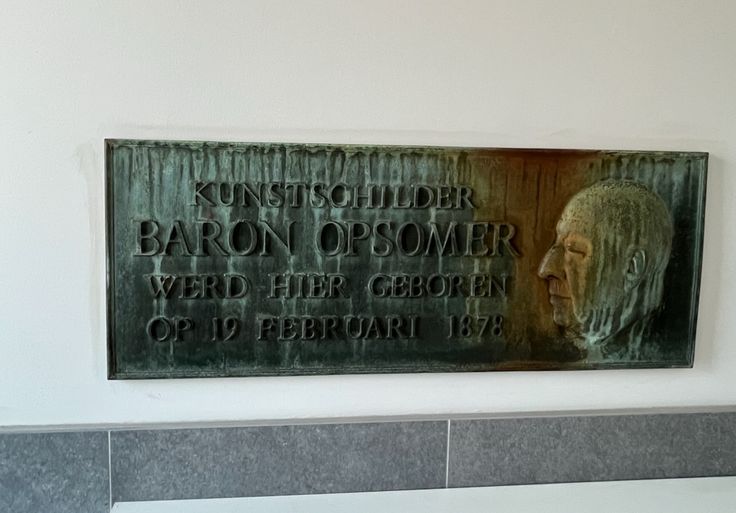 KUNSTSCHILDER
BARON OPSOMER
WERD HIER GEBOREN
OP 19 FEBRUARI 1878